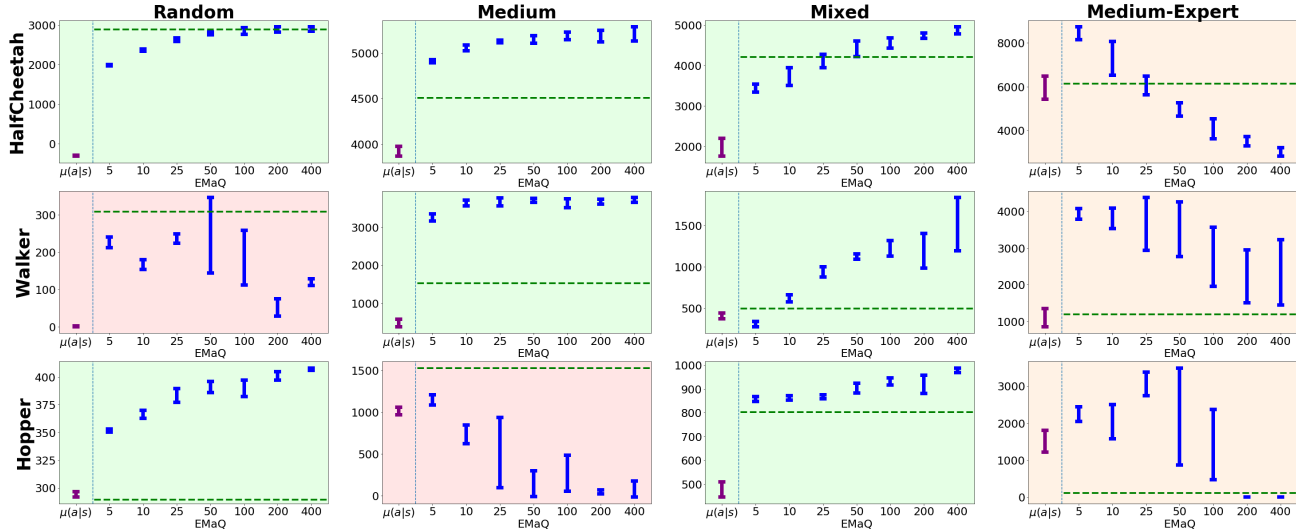 Random Medium Mixed Medium-Expert
HalfCheetah
3000
2000
1000
0
μ(a|s) 5 10 25 50 100 200 400
EMaQ
5000
4500
4000
μ(a|s) 5 10 25 50 100 200 400
EMaQ
5000
4000
3000
2000
μ(a|s) 5 10 25 50 100 200 400
EMaQ
8000
6000
4000
μ(a|s) 5 10 25 50 100 200 400
EMaQ
Walker
300
200
100
0
μ(a|s) 5 10 25 50 100 200 400
EMaQ
3000
2000
1000
μ(a|s) 5 10 25 50 100 200 400
EMaQ
1500
1000
500
μ(a|s) 5 10 25 50 100 200 400
EMaQ
4000
3000
2000
1000
μ(a|s) 5 10 25 50 100 200 400
EMaQ
Hopper
400
375
350
325
300
μ(a|s) 5 10 25 50 100 200 400
EMaQ
1500
1000
500
0
μ(a|s) 5 10 25 50 100 200 400
EMaQ
1000
900
800
700
600
500
μ(a|s) 5 10 25 50 100 200 400
EMaQ
3000
2000
1000
0
μ(a|s) 5 10 25 50 100 200 400
EMaQ